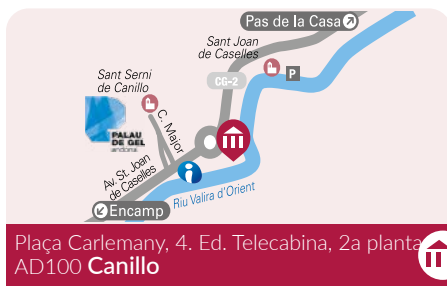 Pas de la Casa
Sant Joan
de Caselles
CG-2
P
Sant Serni
de Canillo
C. Major
PALAU
DE GEL
andorra
Av. St. Joan
de Caselles
i
Riu Valira d'Orient
Encamp
Plaça Carlemany, 4. Ed. Telecabina, 2a planta
AD100 Canillo